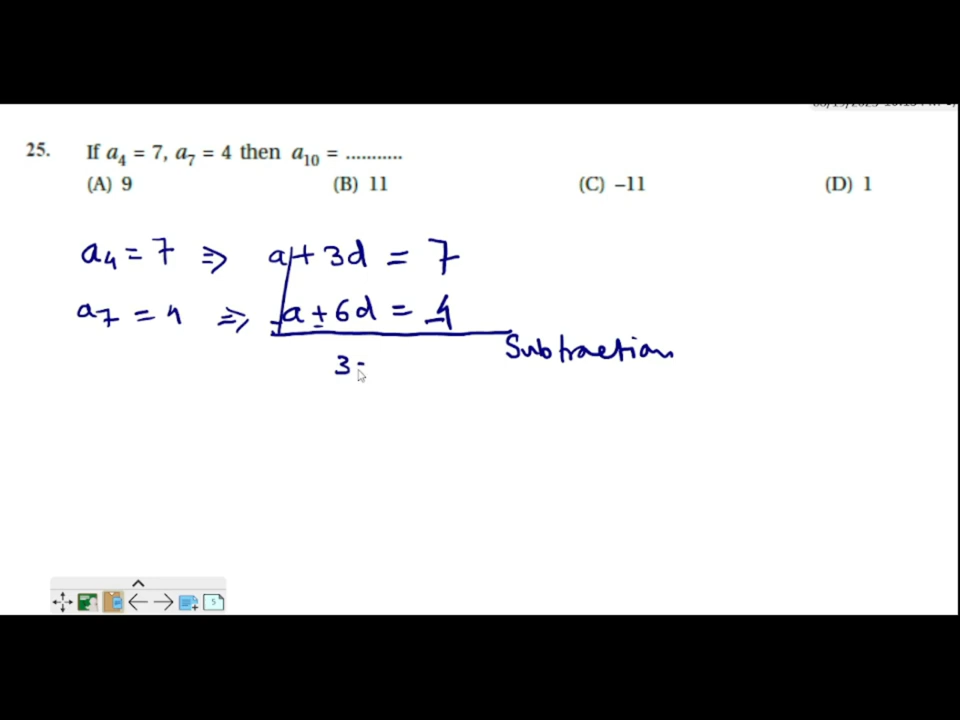 25. If a₄ = 7, a₇ = 4 then a₁₀ = ...........
(A) 9 (B) 11 (C) –11 (D) 1
a₄ = 7 ⇒ a + 3d = 7
a₇ = 4 ⇒ a + 6d = 4
Subtraction
3
5